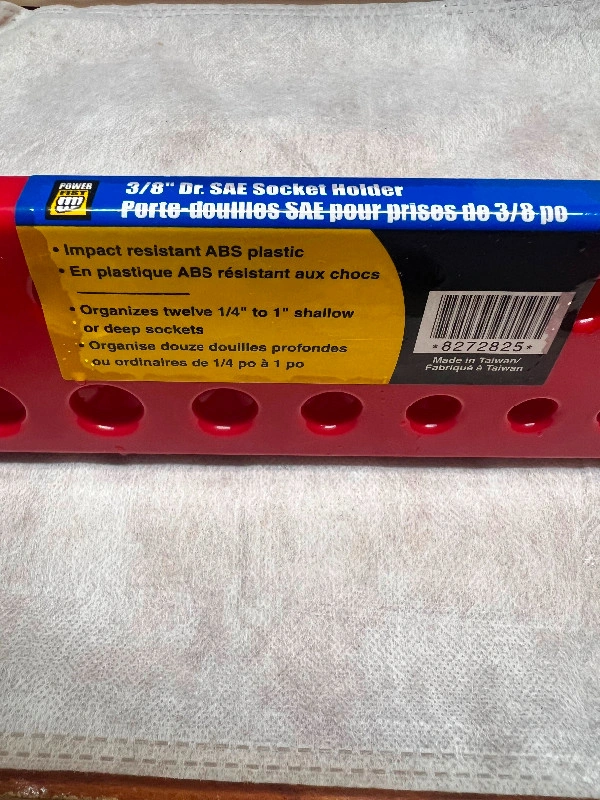 POWER
FIST
3/8" Dr. SAE Socket Holder
Porte-douilles SAE pour prises de 3/8 po
• Impact resistant ABS plastic
• En plastique ABS résistant aux chocs
• Organizes twelve 1/4" to 1" shallow
or deep sockets
• Organise douze douilles profondes
ou ordinaires de 1/4 po à 1 po
*8272825*
Made in Taiwan/
Fabriqué à Taiwan